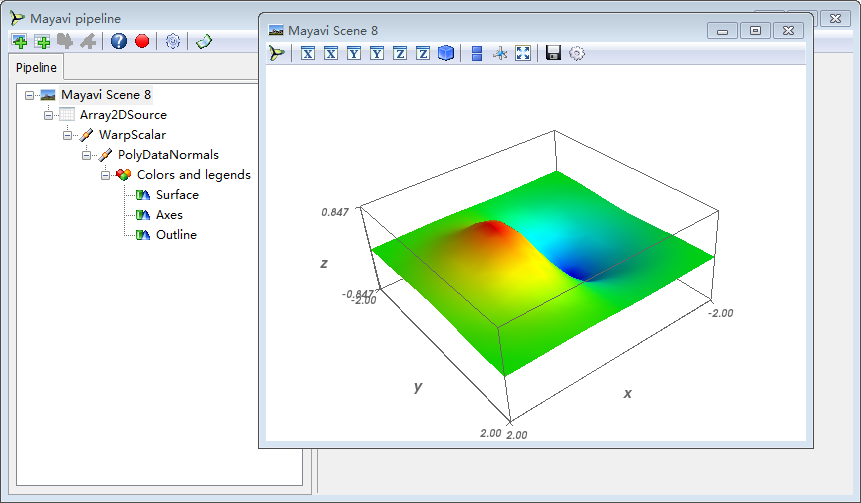 Mayavi pipeline
Mayavi Scene 8
X X Y Y Z Z
Pipeline
Mayavi Scene 8
Array2DSource
WarpScalar
PolyDataNormals
Colors and legends
Surface
Axes
Outline
0.847
z
-0.847
-2.00
-2.00
y
x
2.00 2.00